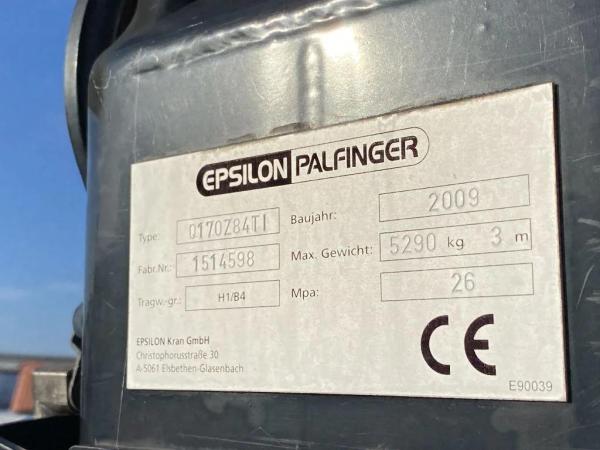 EPSILON PALFINGER
Type: Q170Z84TI Baujahr: 2009
Fabr.Nr.: 1514598 Max. Gewicht: 5290 kg 3 m
Tragw.-gr.: H1/B4 Mpa: 26
EPSILON Kran GmbH
Christophorusstraße 30
A-5061 Elsbethen-Glasenbach
CE
E90039